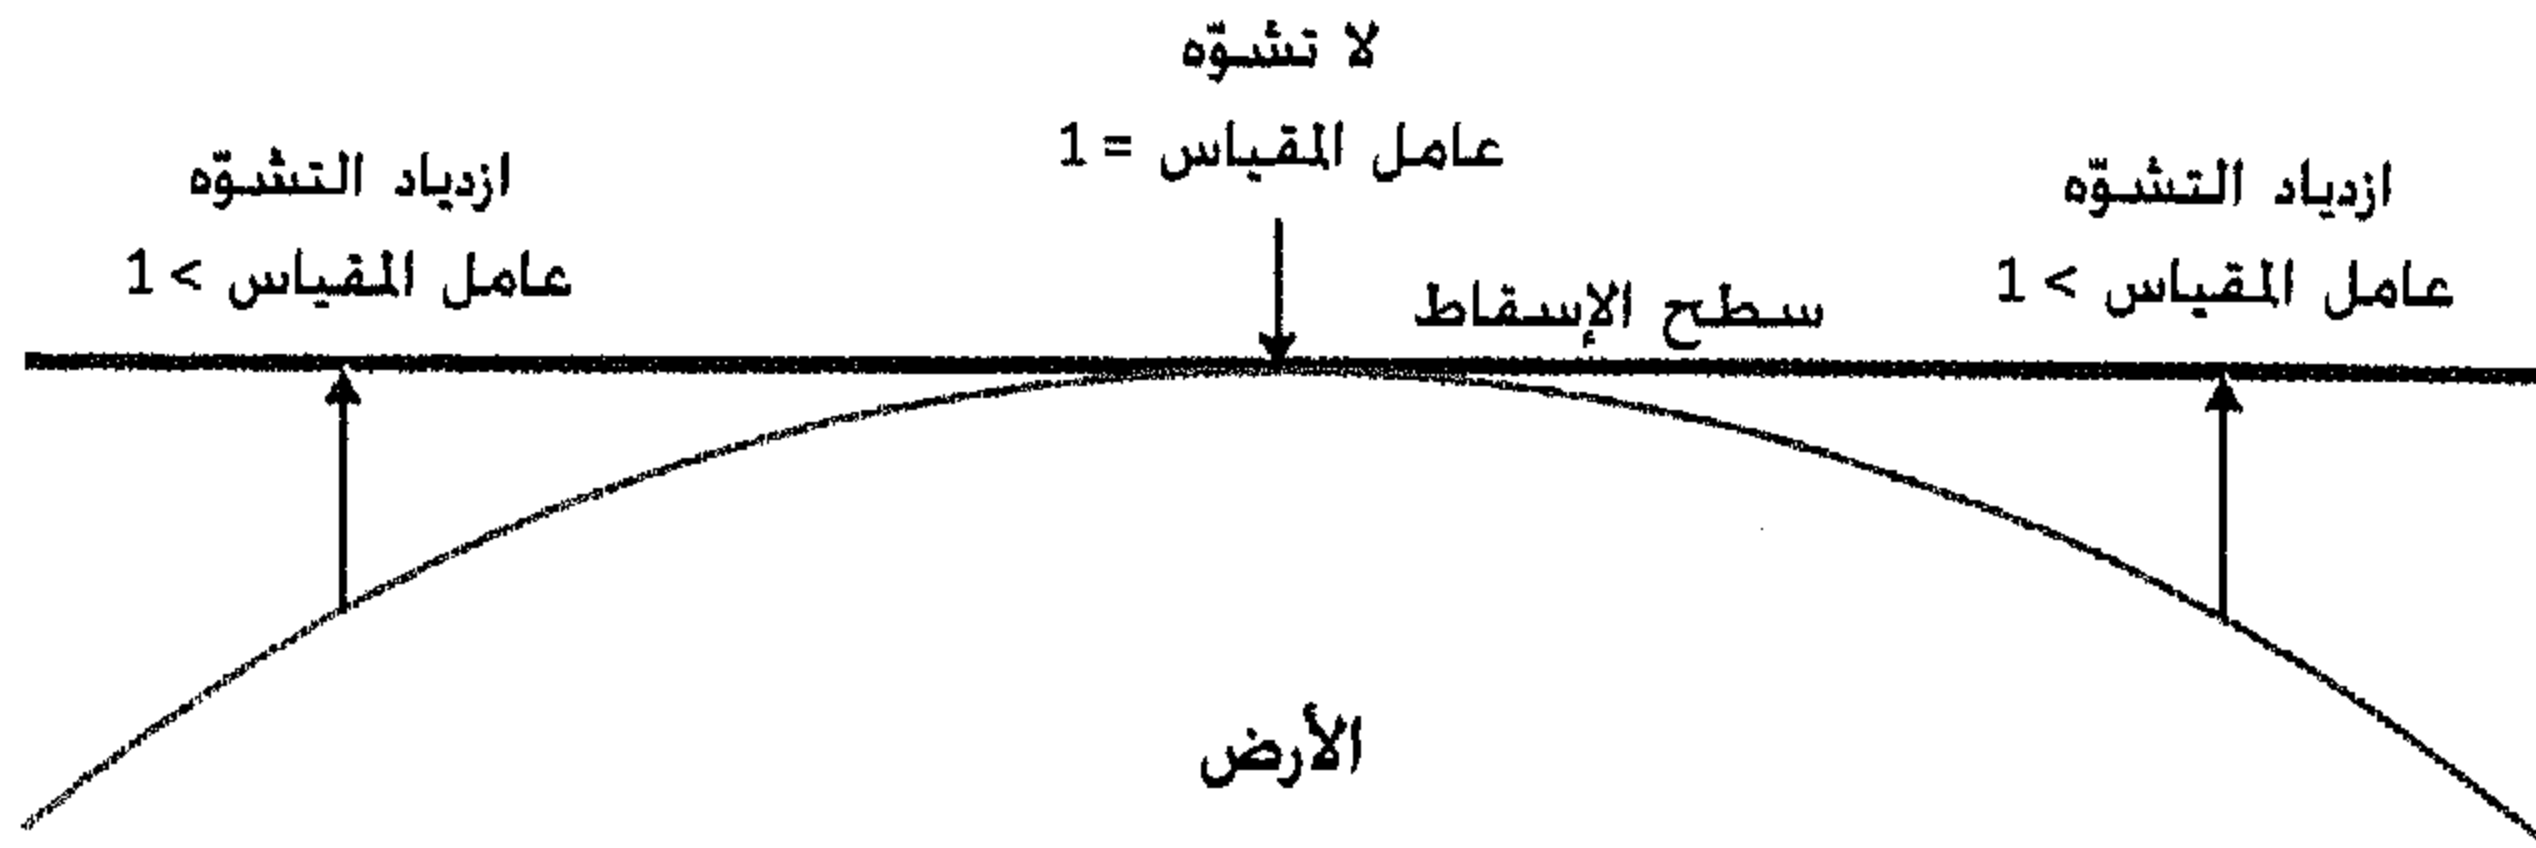 لا تشوّه
عامل المقياس = 1
ازدياد التشوّه
عامل المقياس > 1
ازدياد التشوّه
عامل المقياس > 1
سطح الإسقاط
الأرض